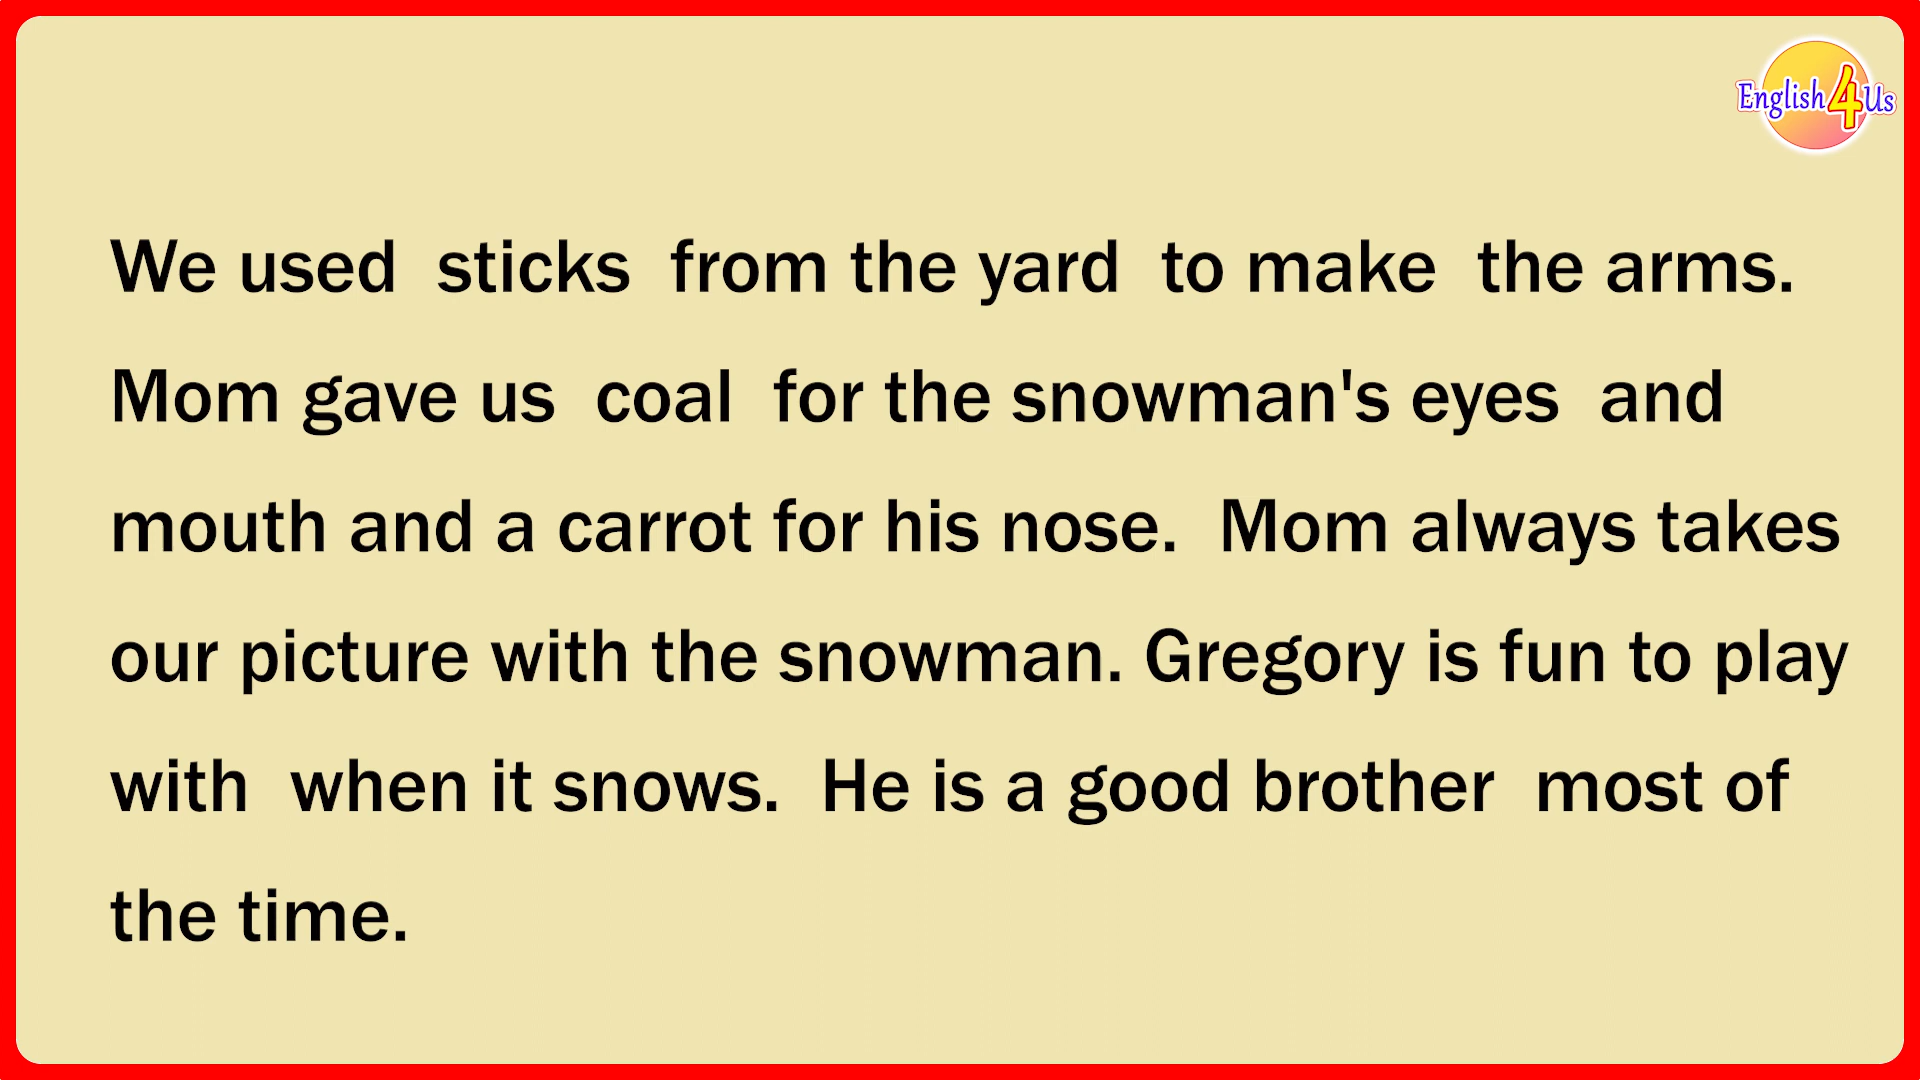 English4Us
We used  sticks  from the yard  to make  the arms.
Mom gave us  coal  for the snowman's eyes  and
mouth and a carrot for his nose.  Mom always takes
our picture with the snowman. Gregory is fun to play
with  when it snows.  He is a good brother  most of
the time.